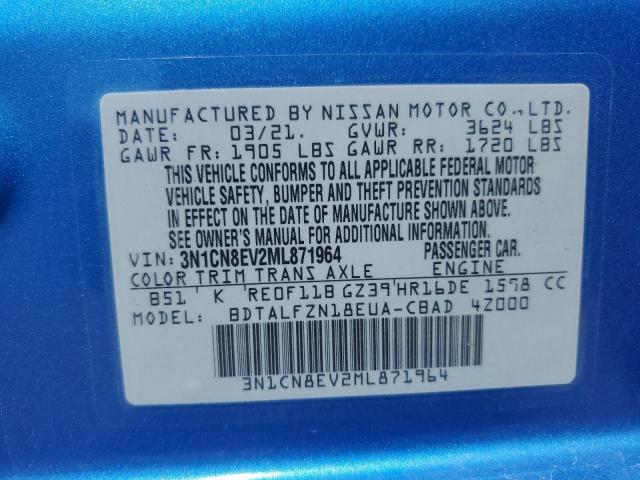 MANUFACTURED BY NISSAN MOTOR CO.,LTD.
DATE: 03/21. GVWR: 3624 LBS
GAWR FR: 1905 LBS GAWR RR: 1720 LBS
THIS VEHICLE CONFORMS TO ALL APPLICABLE FEDERAL MOTOR
VEHICLE SAFETY, BUMPER AND THEFT PREVENTION STANDARDS
IN EFFECT ON THE DATE OF MANUFACTURE SHOWN ABOVE.
SEE OWNER'S MANUAL FOR ADDITIONAL INFORMATION.
VIN: 3N1CN8EV2ML871964 PASSENGER CAR.
COLOR TRIM TRANS AXLE ENGINE
B51 K RE0F11B GZ39 HR16DE 1598 CC
MODEL: BDTALFZN18EUA-CBAD 4Z000
3N1CN8EV2ML871964